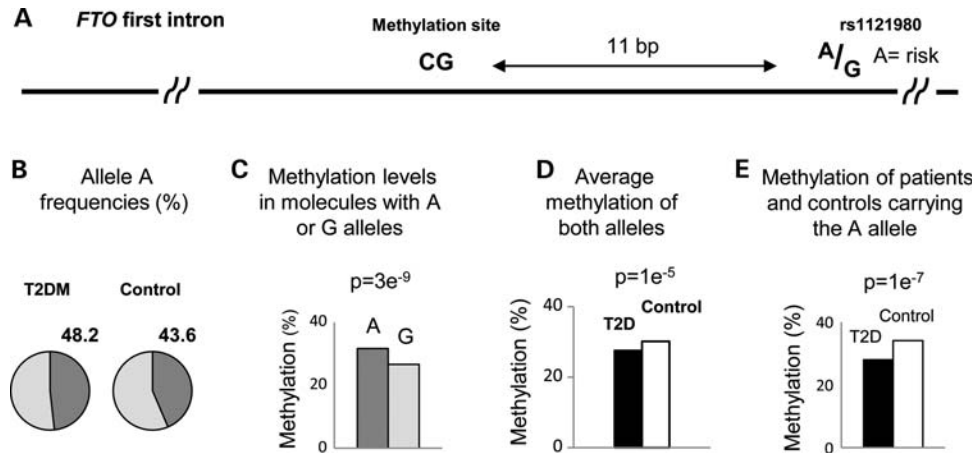 A
FTO first intron
Methylation site
rs1121980
CG
11 bp
A/G A= risk
B
Allele A
frequencies (%)
T2DM
Control
48.2
43.6
C
Methylation levels
in molecules with A
or G alleles
p=3e-9
Methylation (%)
40
20
0
A
G
D
Average
methylation of
both alleles
p=1e-5
Methylation (%)
40
20
0
T2D
Control
E
Methylation of patients
and controls carrying
the A allele
p=1e-7
Methylation (%)
40
20
0
T2D
Control